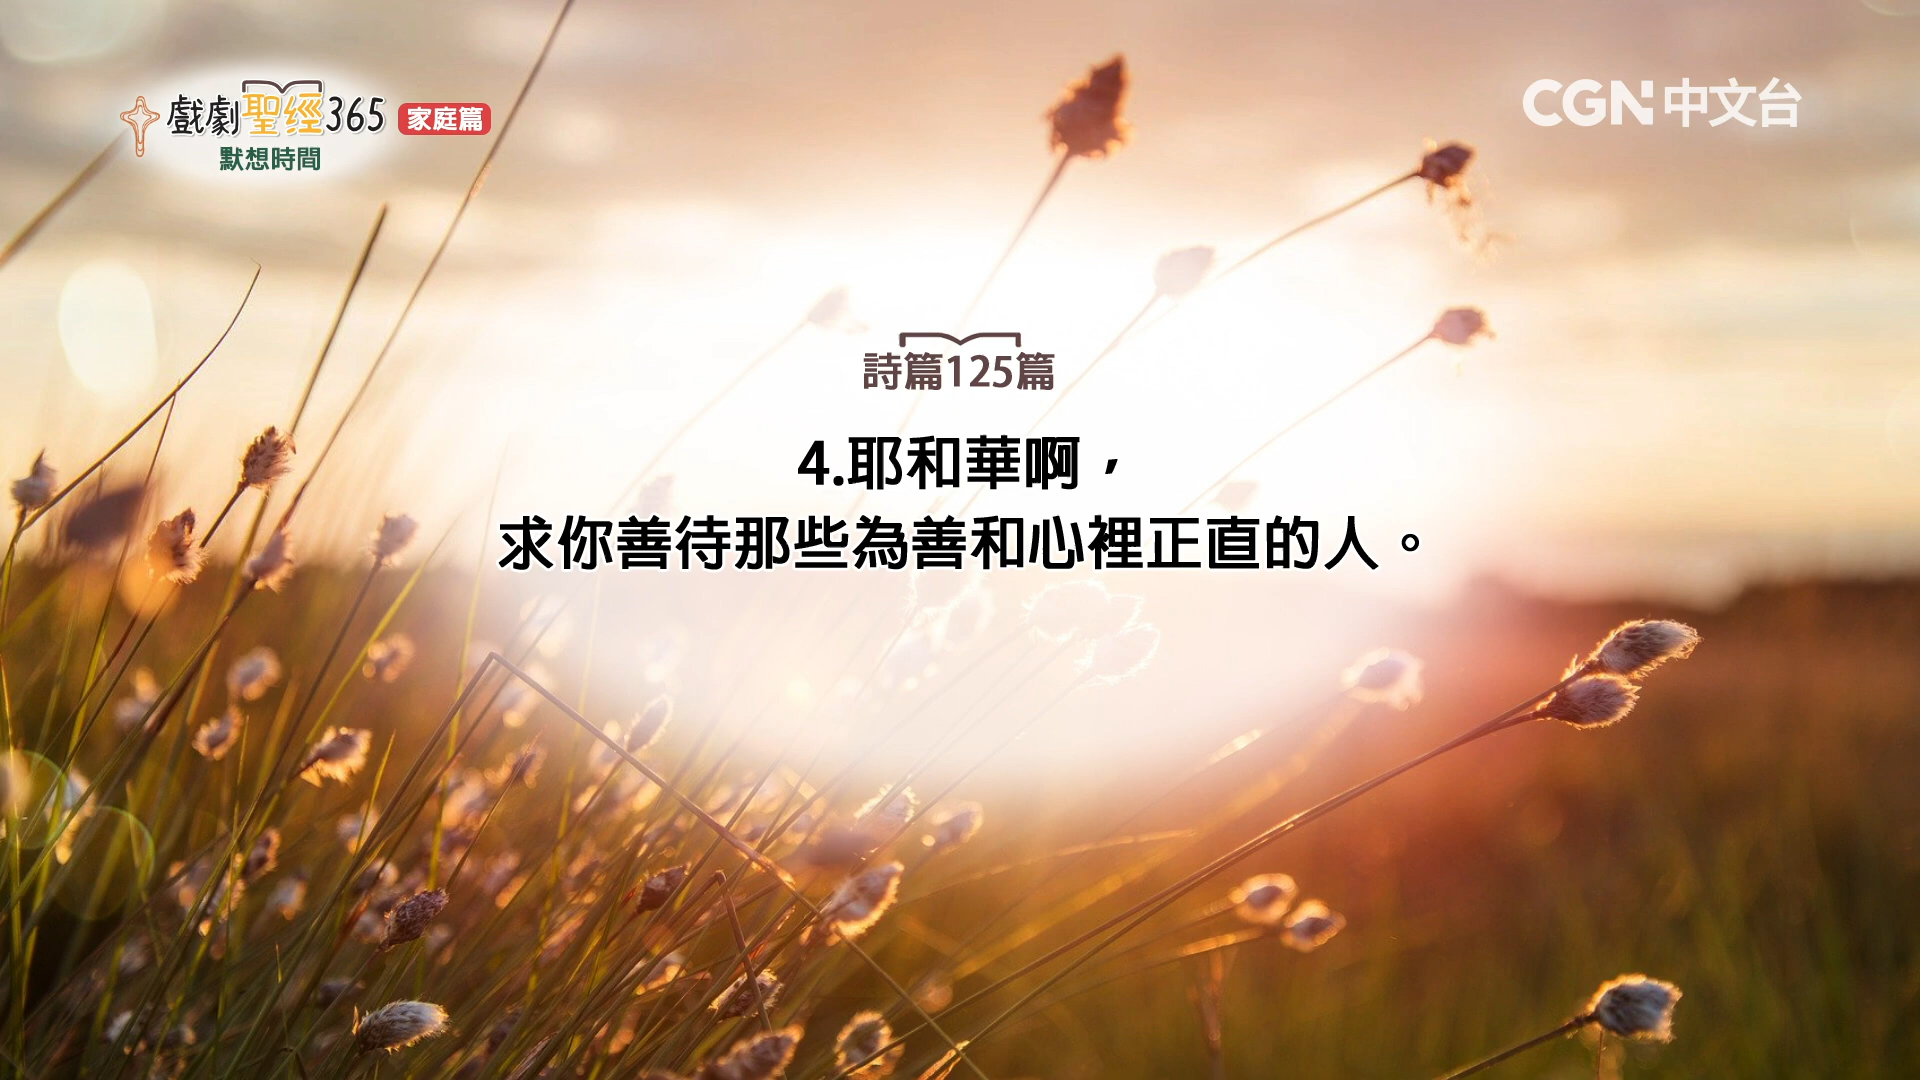 戲劇聖經365 家庭篇
默想時間
CGN中文台
詩篇125篇
4.耶和華啊，
求你善待那些為善和心裡正直的人。